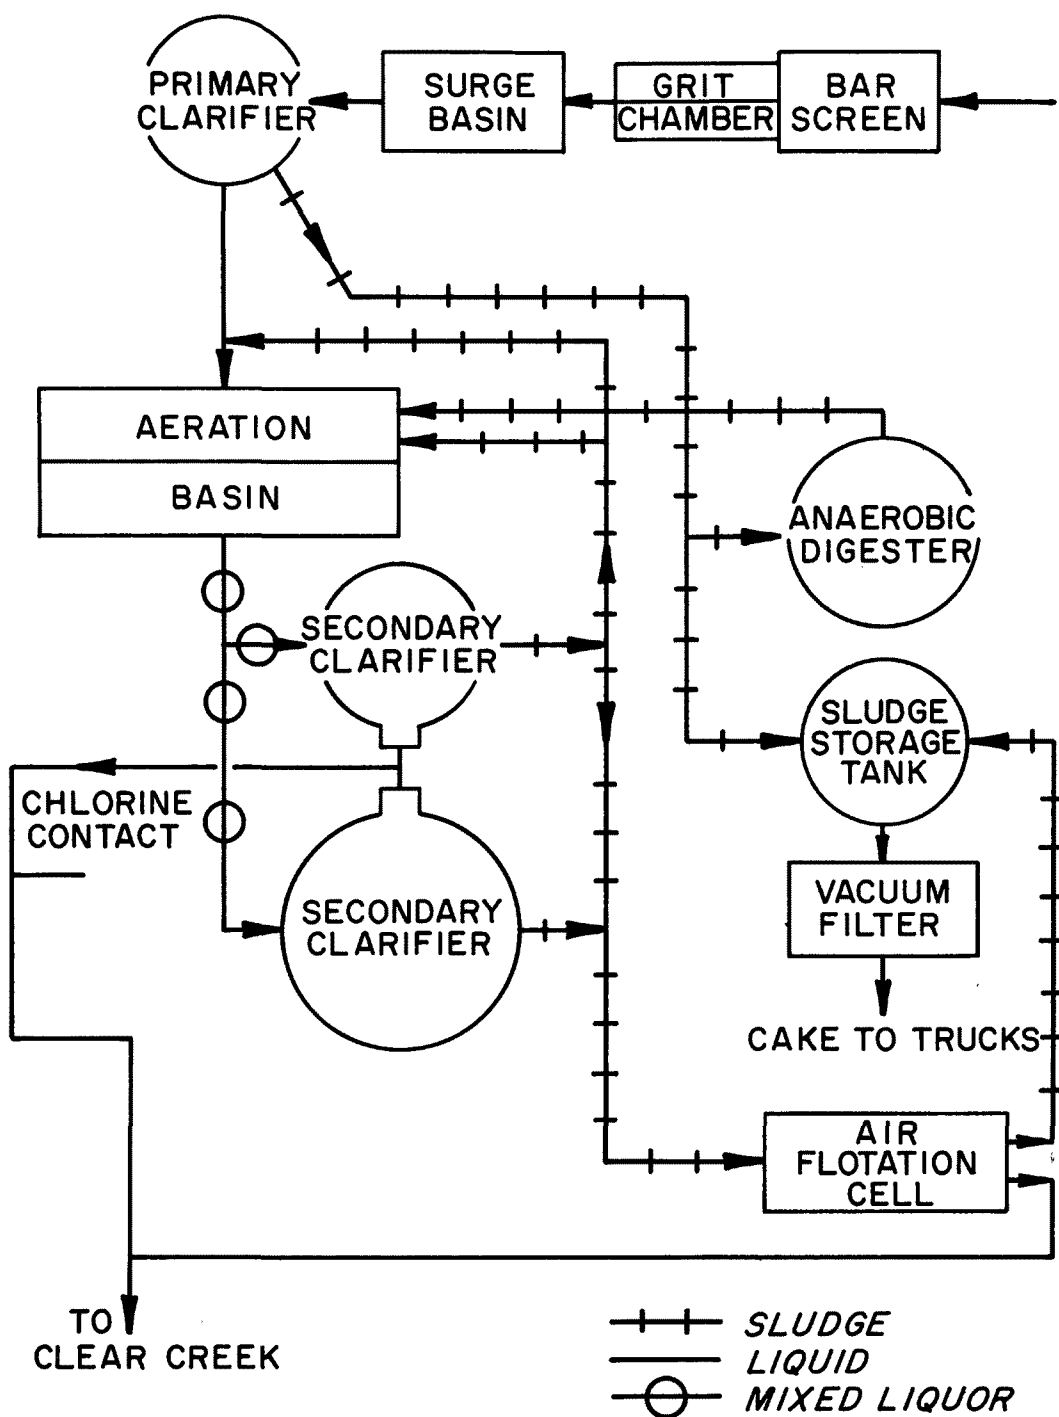 PRIMARY
CLARIFIER
SURGE
BASIN
GRIT
CHAMBER
BAR
SCREEN
AERATION
BASIN
ANAEROBIC
DIGESTER
SECONDARY
CLARIFIER
SLUDGE
STORAGE
TANK
CHLORINE
CONTACT
VACUUM
FILTER
SECONDARY
CLARIFIER
CAKE TO TRUCKS
AIR
FLOTATION
CELL
TO
CLEAR CREEK
SLUDGE
LIQUID
MIXED LIQUOR